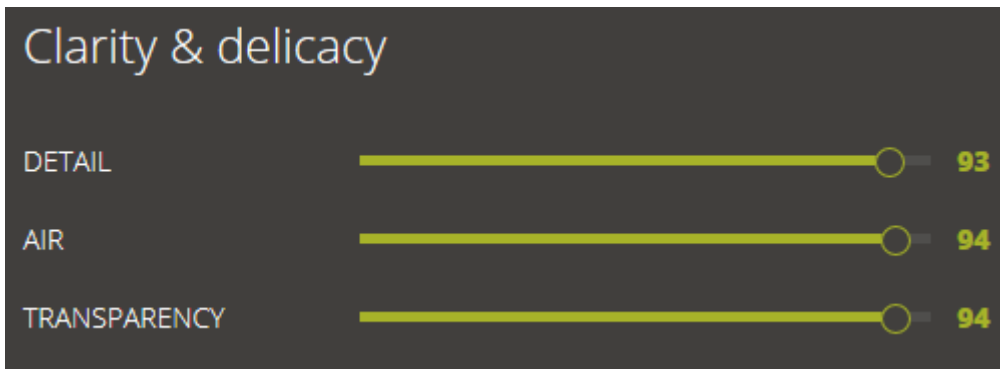 Clarity & delicacy
DETAIL 93
AIR 94
TRANSPARENCY 94